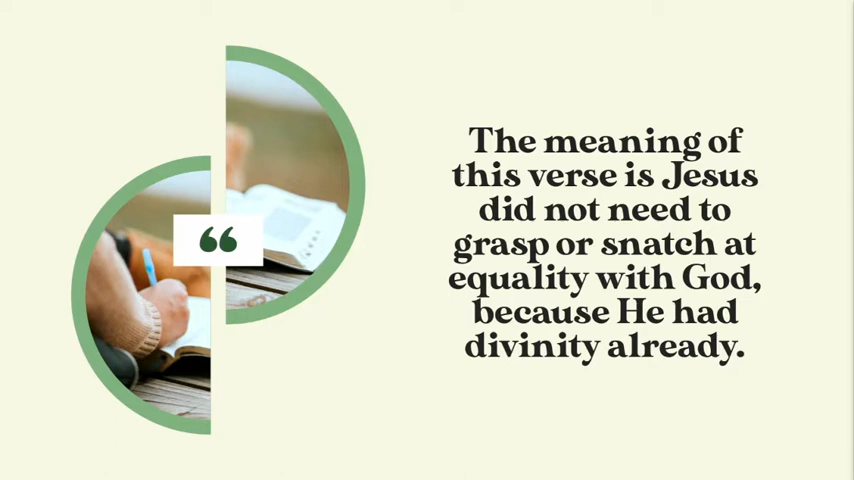 The meaning of
this verse is Jesus
did not need to
grasp or snatch at
equality with God,
because He had
divinity already.